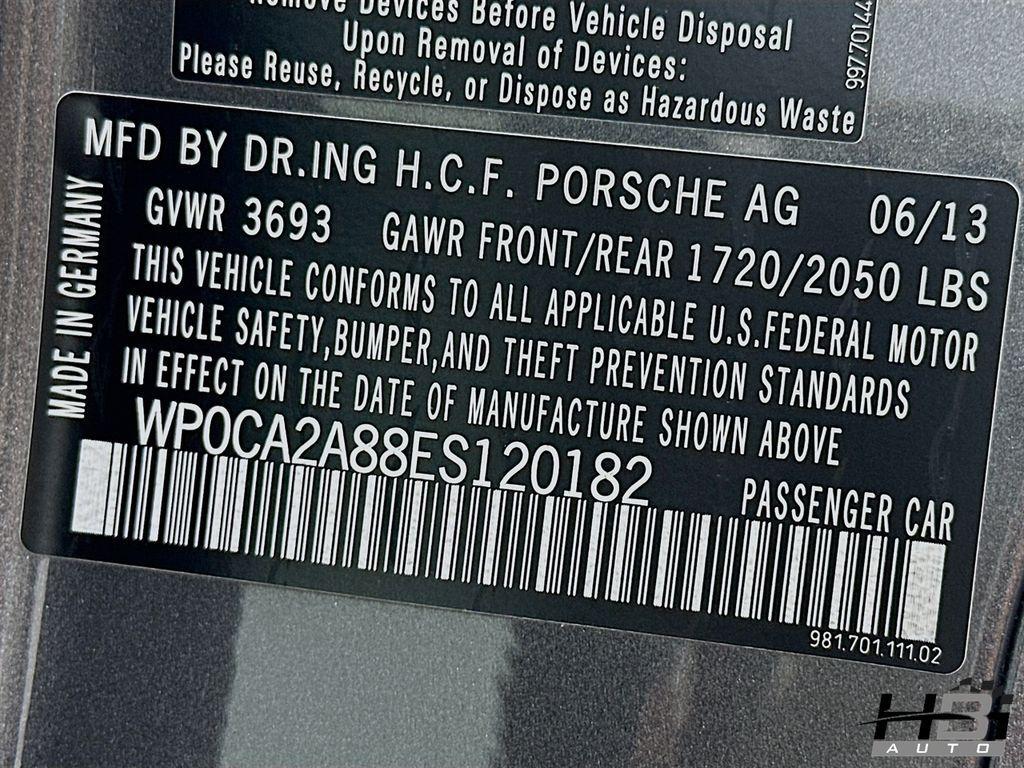 Remove Devices Before Vehicle Disposal
Upon Removal of Devices:
Please Reuse, Recycle, or Dispose as Hazardous Waste
997.70144
MFD BY DR.ING H.C.F. PORSCHE AG 06/13
GVWR 3693 GAWR FRONT/REAR 1720/2050 LBS
THIS VEHICLE CONFORMS TO ALL APPLICABLE U.S.FEDERAL MOTOR
VEHICLE SAFETY,BUMPER,AND THEFT PREVENTION STANDARDS
IN EFFECT ON THE DATE OF MANUFACTURE SHOWN ABOVE
WP0CA2A88ES120182
PASSENGER CAR
MADE IN GERMANY
981.701.111.02
HBi
AUTO